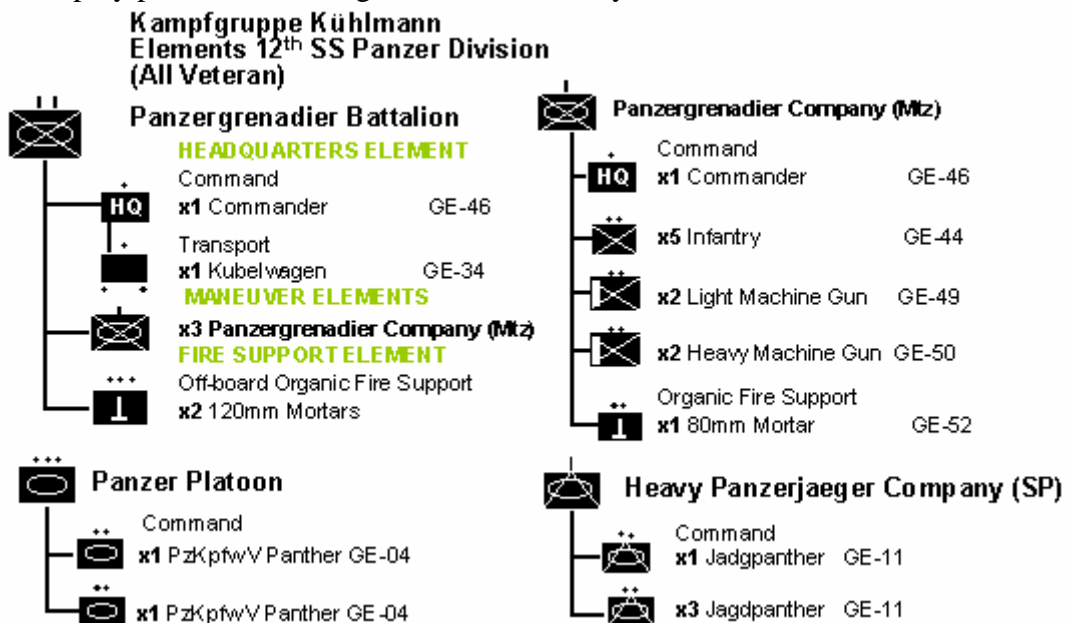 Kampfgruppe Kühlmann
Elements 12th SS Panzer Division
(All Veteran)
Panzergrenadier Battalion
HEADQUARTERS ELEMENT
Command
HQ x1 Commander GE-46
Transport
x1 Kubelwagen GE-34
MANEUVER ELEMENTS
x3 Panzergrenadier Company (Mtz)
FIRE SUPPORT ELEMENT
Off-board Organic Fire Support
x2 120mm Mortars
Panzergrenadier Company (Mtz)
Command
HQ x1 Commander GE-46
x5 Infantry GE-44
x2 Light Machine Gun GE-49
x2 Heavy Machine Gun GE-50
Organic Fire Support
x1 80mm Mortar GE-52
Panzer Platoon
Command
x1 PzKpfwV Panther GE-04
x1 PzKpfwV Panther GE-04
Heavy Panzerjaeger Company (SP)
Command
x1 Jadgpanther GE-11
x3 Jagdpanther GE-11